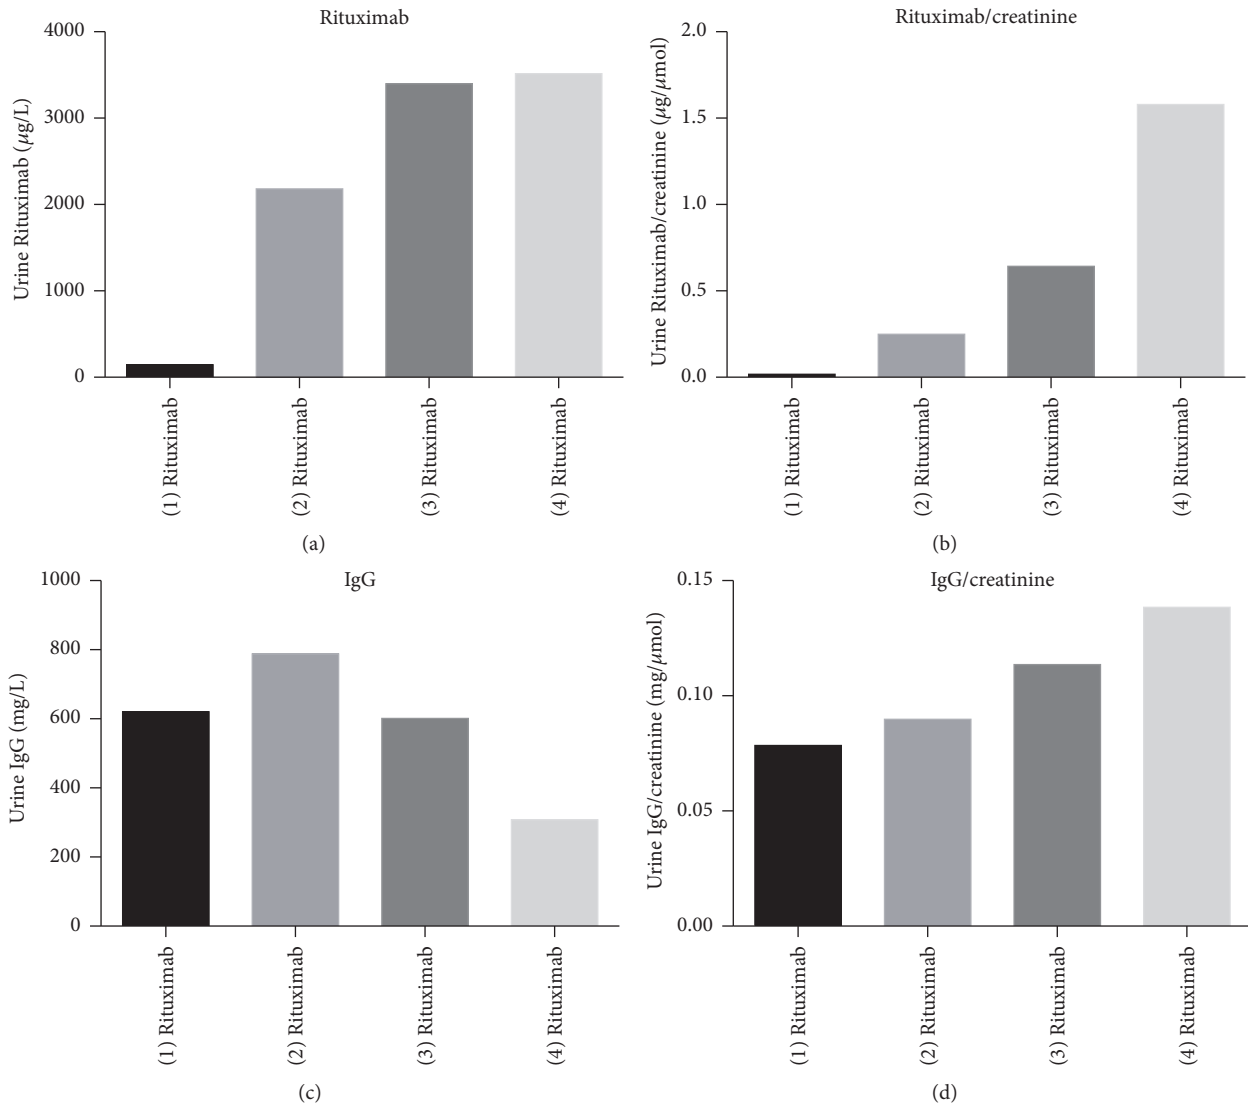 Rituximab
Urine Rituximab (μg/L)
4000
3000
2000
1000
0
(1) Rituximab
(2) Rituximab
(3) Rituximab
(4) Rituximab
(a)
Rituximab/creatinine
Urine Rituximab/creatinine (μg/μmol)
2.0
1.5
1.0
0.5
0.0
(1) Rituximab
(2) Rituximab
(3) Rituximab
(4) Rituximab
(b)
IgG
Urine IgG (mg/L)
1000
800
600
400
200
0
(1) Rituximab
(2) Rituximab
(3) Rituximab
(4) Rituximab
(c)
IgG/creatinine
Urine IgG/creatinine (mg/μmol)
0.15
0.10
0.05
0.00
(1) Rituximab
(2) Rituximab
(3) Rituximab
(4) Rituximab
(d)